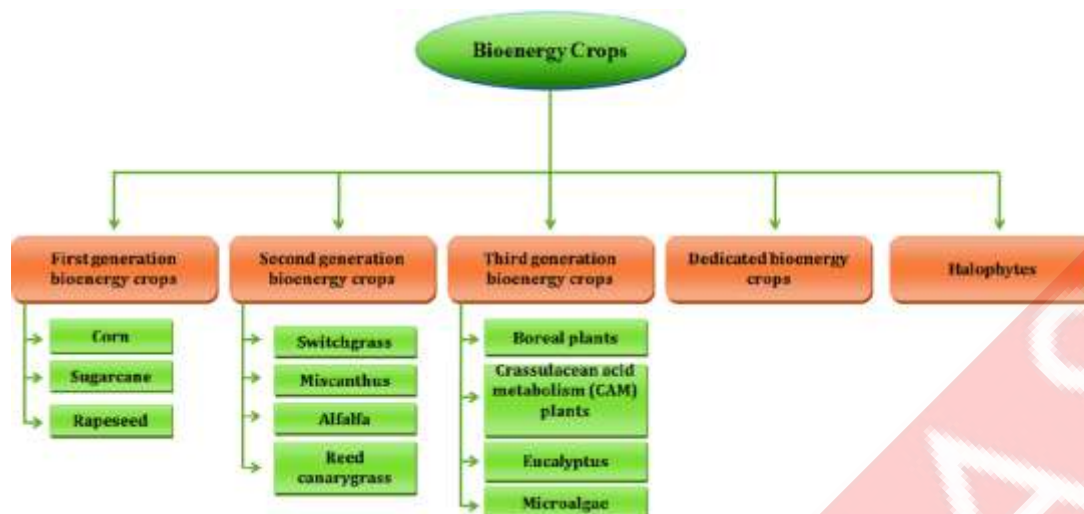 Bioenergy Crops
First generation
bioenergy crops
Second generation
bioenergy crops
Third generation
bioenergy crops
Dedicated bioenergy
crops
Halophytes
Corn
Sugarcane
Rapeseed
Switchgrass
Miscanthus
Alfalfa
Reed
canarygrass
Boreal plants
Crassulacean acid
metabolism (CAM)
plants
Eucalyptus
Microalgae